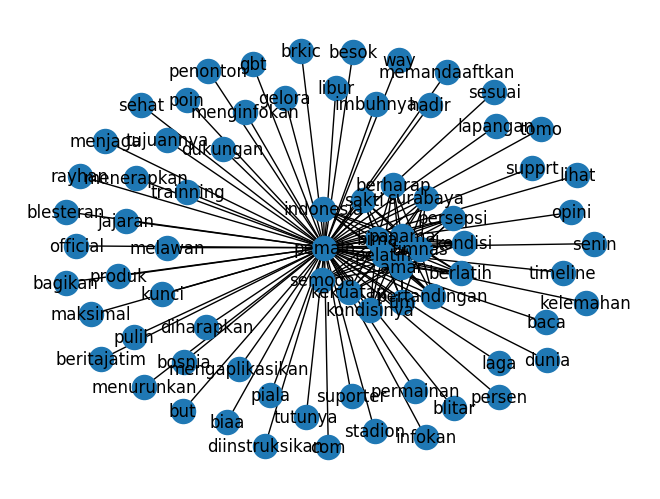 brkic
besok
way
gbt
penonton
memandaaftkan
sesuai
libur
gelora
poin
sehat
menginfokan
imbuhnya
hadir
lapangan
como
menjaga
tujuannya
dukungan
supprt
lihat
rayhan
menerapkan
trainning
berharap
sakti
surabaya
blesteran
jajaran
indonesia
persepsi
opini
official
melawan
kondisi
senin
bagikan
produk
semoga
berlatih
timeline
kunci
kekuatan
pertandingan
kelemahan
maksimal
kondisinya
diharapkan
pulih
baca
beritajatim
bosnia
mengaplikasikan
laga
dunia
menurunkan
piala
suporter
permainan
persen
but
biaa
tutunya
blitar
diinstruksikan
com
stadion
infokan